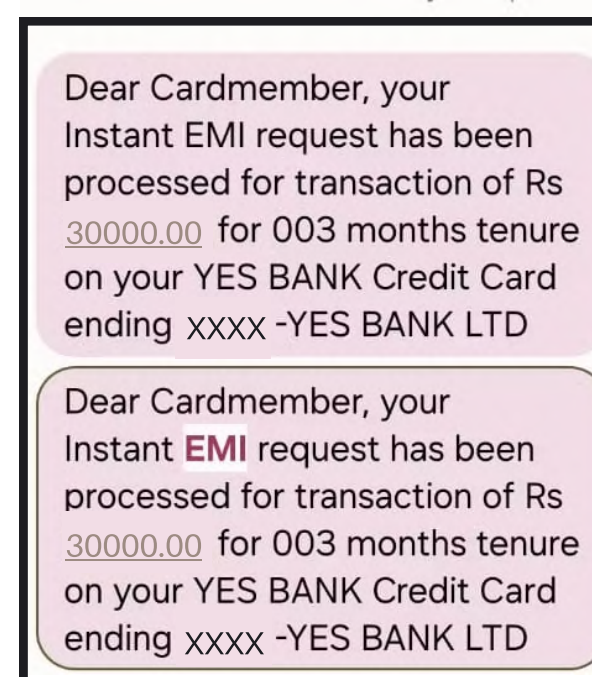 Dear Cardmember, your
Instant EMI request has been
processed for transaction of Rs
30000.00 for 003 months tenure
on your YES BANK Credit Card
ending XXXX -YES BANK LTD
Dear Cardmember, your
Instant EMI request has been
processed for transaction of Rs
30000.00 for 003 months tenure
on your YES BANK Credit Card
ending XXXX -YES BANK LTD